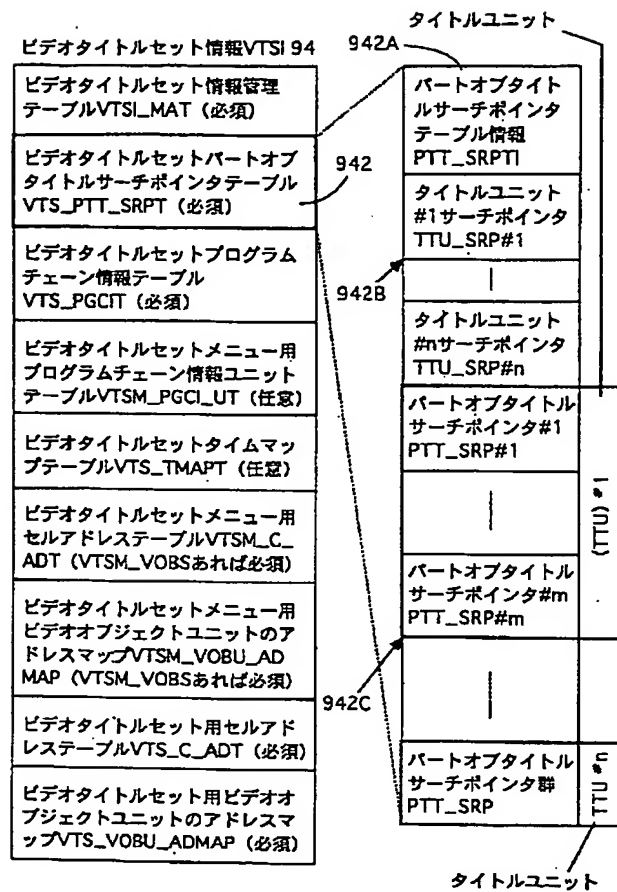 ビデオタイトルセット情報VTSI 94
ビデオタイトルセット情報管理
テーブルVTSI_MAT（必須）
ビデオタイトルセットパートオブ
タイトルサーチポインタテーブル
VTS_PTT_SRPT（必須）
ビデオタイトルセットプログラム
チェーン情報テーブル
VTS_PGCIT（必須）
ビデオタイトルセットメニュー用
プログラムチェーン情報ユニット
テーブルVTSM_PGCI_UT（任意）
ビデオタイトルセットタイムマッ
プテーブルVTS_TMAPT（任意）
ビデオタイトルセットメニュー用
セルアドレステーブルVTSM_C_
ADT（VTSM_VOBSあれば必須）
ビデオタイトルセットメニュー用
ビデオオブジェクトユニットのア
ドレスマップVTSM_VOBU_AD
MAP（VTSM_VOBSあれば必須）
ビデオタイトルセット用セルアド
レステーブルVTS_C_ADT（必須）
ビデオタイトルセット用ビデオオ
ブジェクトユニットのアドレスマ
ップVTS_VOBU_ADMAP（必須）
942
タイトルユニット
942A
パートオブタイト
ルサーチポインタ
テーブル情報
PTT_SRPTI
タイトルユニット
#1サーチポインタ
TTU_SRP#1
942B
タイトルユニット
#nサーチポインタ
TTU_SRP#n
パートオブタイトル
サーチポインタ#1
PTT_SRP#1
(TTU) #1
パートオブタイトル
サーチポインタ#m
PTT_SRP#m
942C
パートオブタイトル
サーチポインタ群
PTT_SRP
TTU #n
タイトルユニット